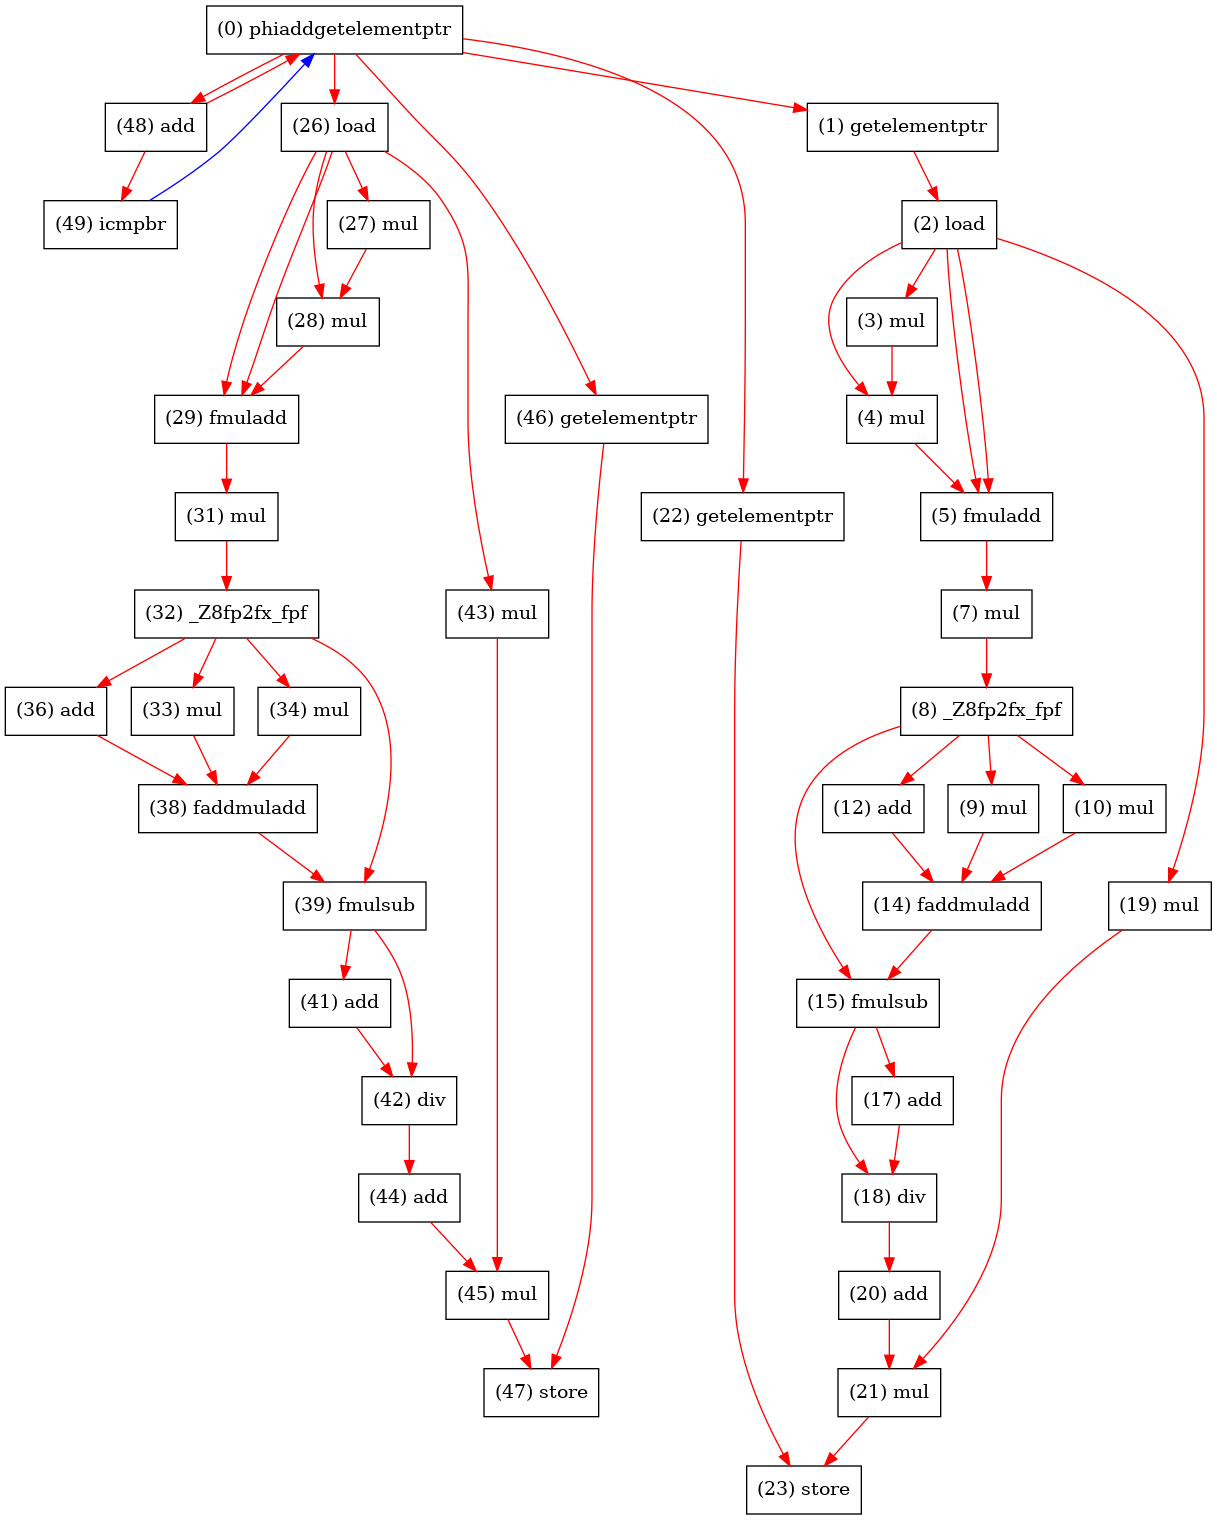 (0) phiaddgetelementptr
(48) add
(26) load
(1) getelementptr
(49) icmpbr
(27) mul
(2) load
(28) mul
(3) mul
(29) fmuladd
(46) getelementptr
(4) mul
(31) mul
(22) getelementptr
(5) fmuladd
(32) _Z8fp2fx_fpf
(43) mul
(7) mul
(36) add
(33) mul
(34) mul
(8) _Z8fp2fx_fpf
(38) faddmuladd
(12) add
(9) mul
(10) mul
(39) fmulsub
(14) faddmuladd
(19) mul
(41) add
(15) fmulsub
(42) div
(17) add
(44) add
(18) div
(45) mul
(20) add
(47) store
(21) mul
(23) store